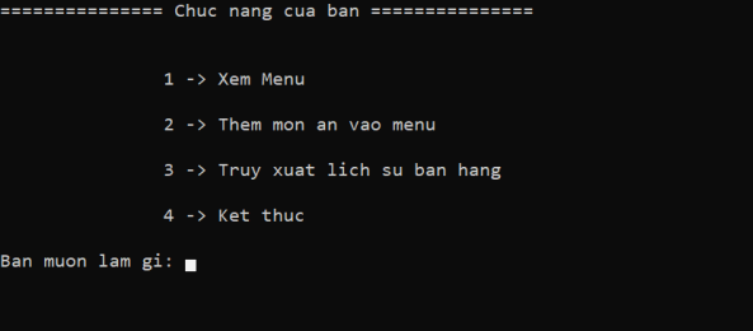 =============== Chuc nang cua ban ===============
1 -> Xem Menu
2 -> Them mon an vao menu
3 -> Truy xuat lich su ban hang
4 -> Ket thuc
Ban muon lam gi: